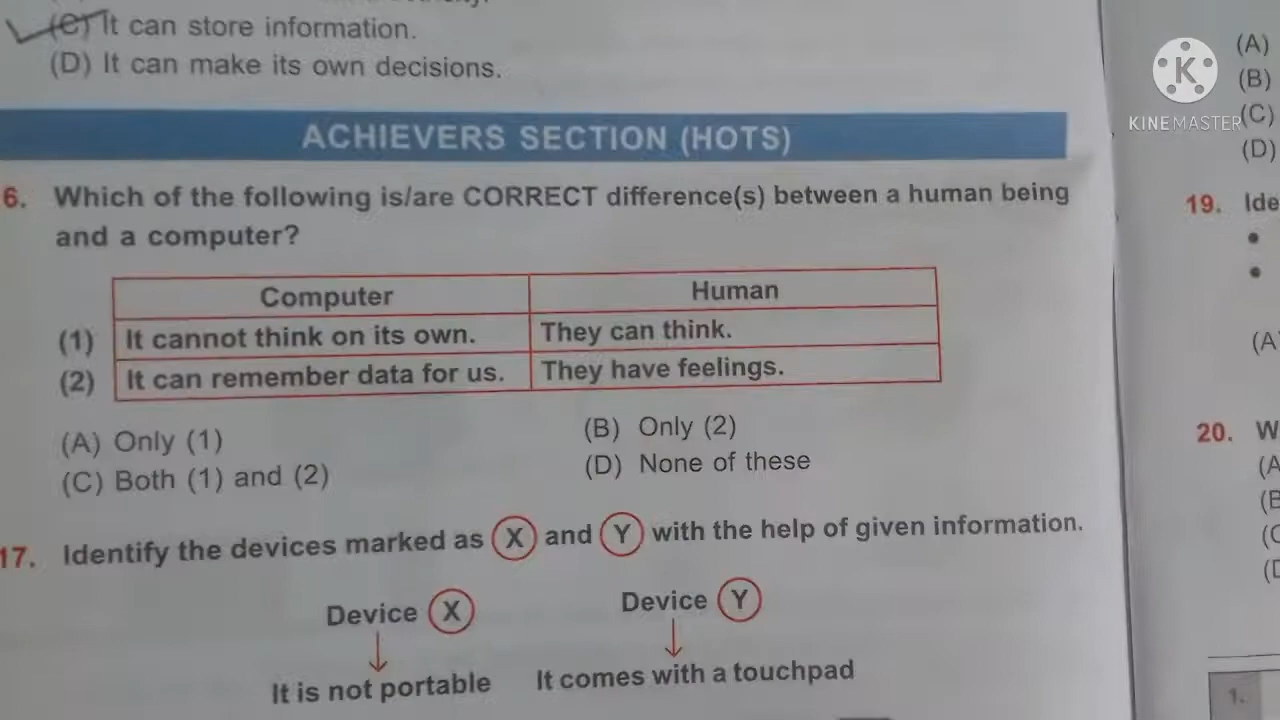 (C) It can store information.
(D) It can make its own decisions.
ACHIEVERS SECTION (HOTS)
6. Which of the following is/are CORRECT difference(s) between a human being
and a computer?
Computer Human
(1) It cannot think on its own. They can think.
(2) It can remember data for us. They have feelings.
(A) Only (1) (B) Only (2)
(C) Both (1) and (2) (D) None of these
17. Identify the devices marked as X and Y with the help of given information.
Device X Device Y
It is not portable It comes with a touchpad
K
KINEMASTER
(A)
(B)
(C)
(D)
19. Ide
(A
20. W
(A
(
(
(
1.